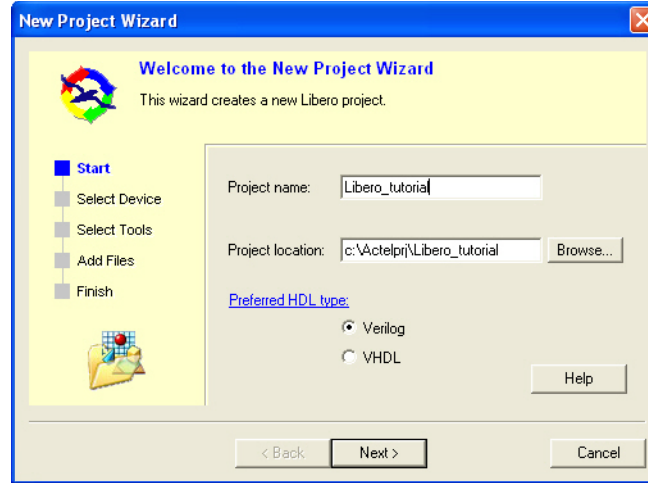 New Project Wizard
Welcome to the New Project Wizard
This wizard creates a new Libero project.
Start
Select Device
Select Tools
Add Files
Finish
Project name: Libero_tutorial
Project location: c:\Actelprj\Libero_tutorial Browse...
Preferred HDL type:
Verilog
VHDL
Help
< Back Next > Cancel